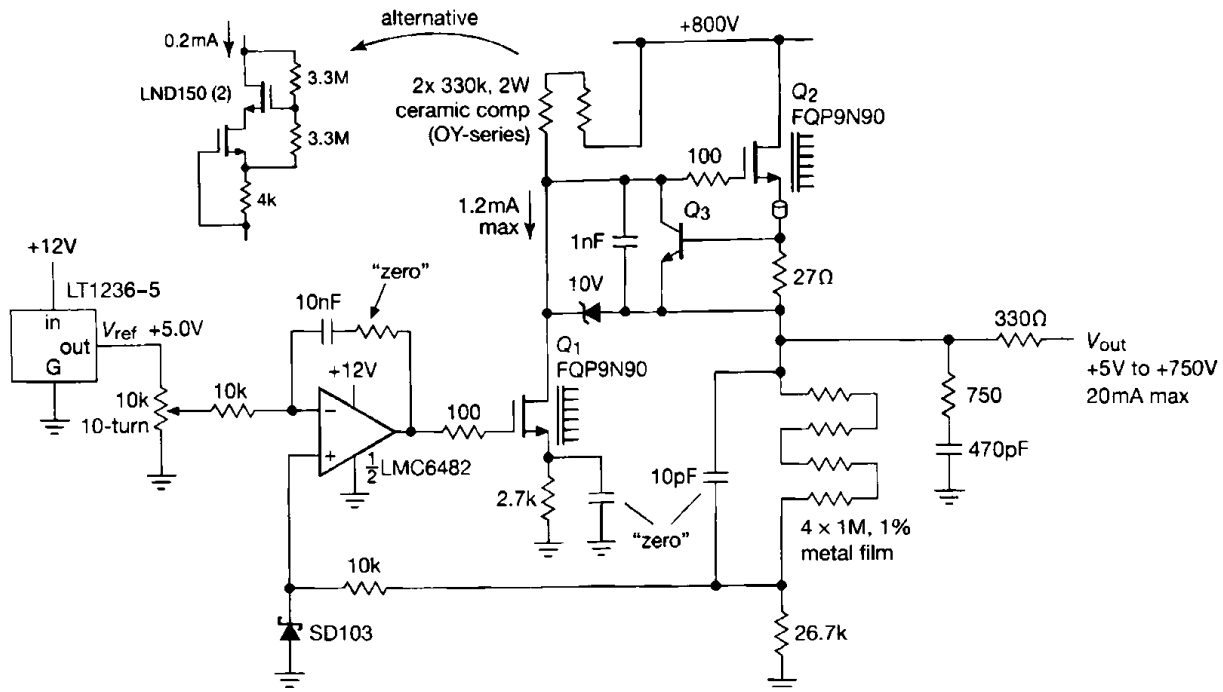 alternative
+800V
0.2mA
3.3M
LND150 (2)
3.3M
4k
2x 330k, 2W
ceramic comp
(OY-series)
Q2
FQP9N90
100
1.2mA
max
Q3
1nF
27Ω
10V
+12V
LT1236-5
in
out
G
Vref +5.0V
10k
10-turn
10k
10nF
"zero"
+12V
−
+
½LMC6482
100
Q1
FQP9N90
2.7k
"zero"
10pF
330Ω
Vout
+5V to +750V
20mA max
750
470pF
4 × 1M, 1%
metal film
10k
SD103
26.7k